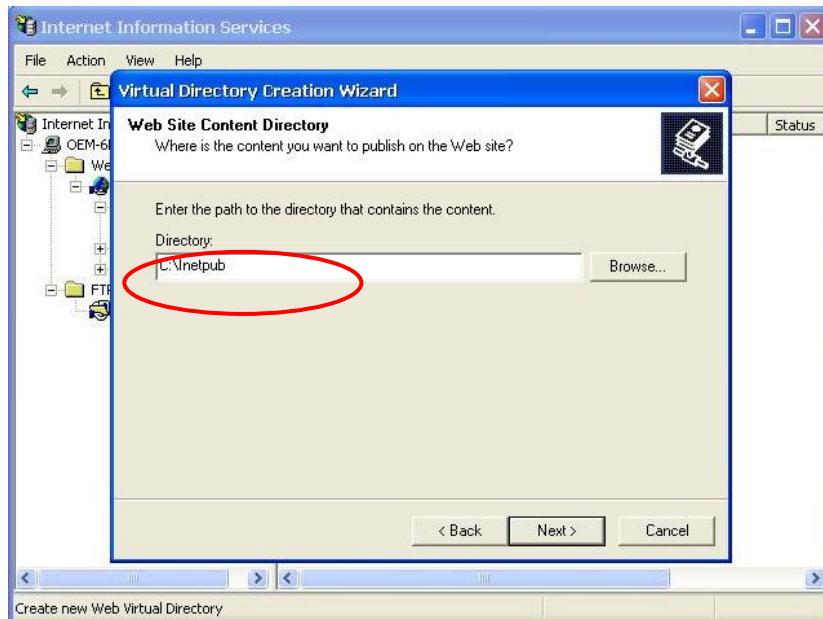 Internet Information Services
File Action View Help
Virtual Directory Creation Wizard
Web Site Content Directory
Where is the content you want to publish on the Web site?
Internet In
Status
OEM-6
We
Enter the path to the directory that contains the content.
Directory:
C:\Inetpub
Browse...
FTP
< Back Next > Cancel
Create new Web Virtual Directory